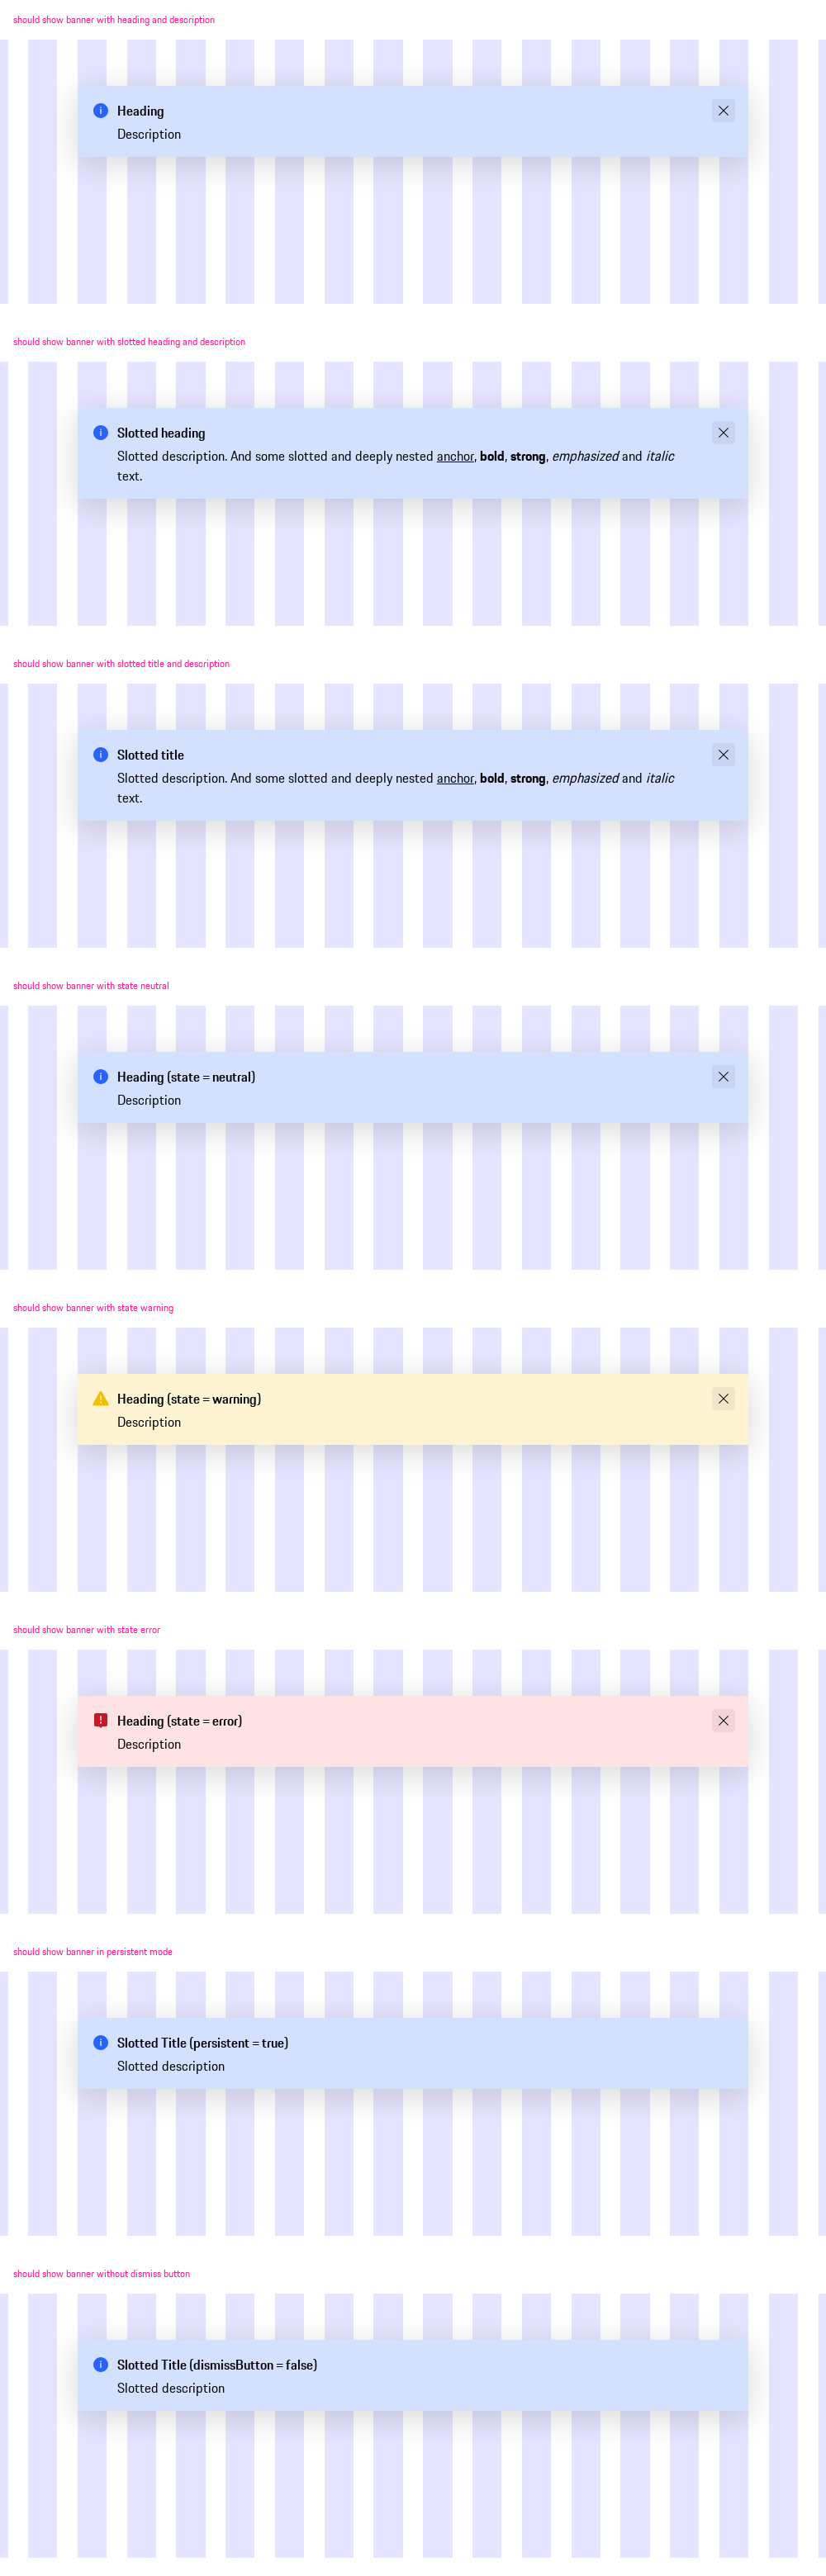 should show banner with heading and description
Heading
Description
should show banner with slotted heading and description
Slotted heading
Slotted description. And some slotted and deeply nested anchor, bold, strong, emphasized and italic
text.
should show banner with slotted title and description
Slotted title
Slotted description. And some slotted and deeply nested anchor, bold, strong, emphasized and italic
text.
should show banner with state neutral
Heading (state = neutral)
Description
should show banner with state warning
Heading (state = warning)
Description
should show banner with state error
Heading (state = error)
Description
should show banner in persistent mode
Slotted Title (persistent = true)
Slotted description
should show banner without dismiss button
Slotted Title (dismissButton = false)
Slotted description